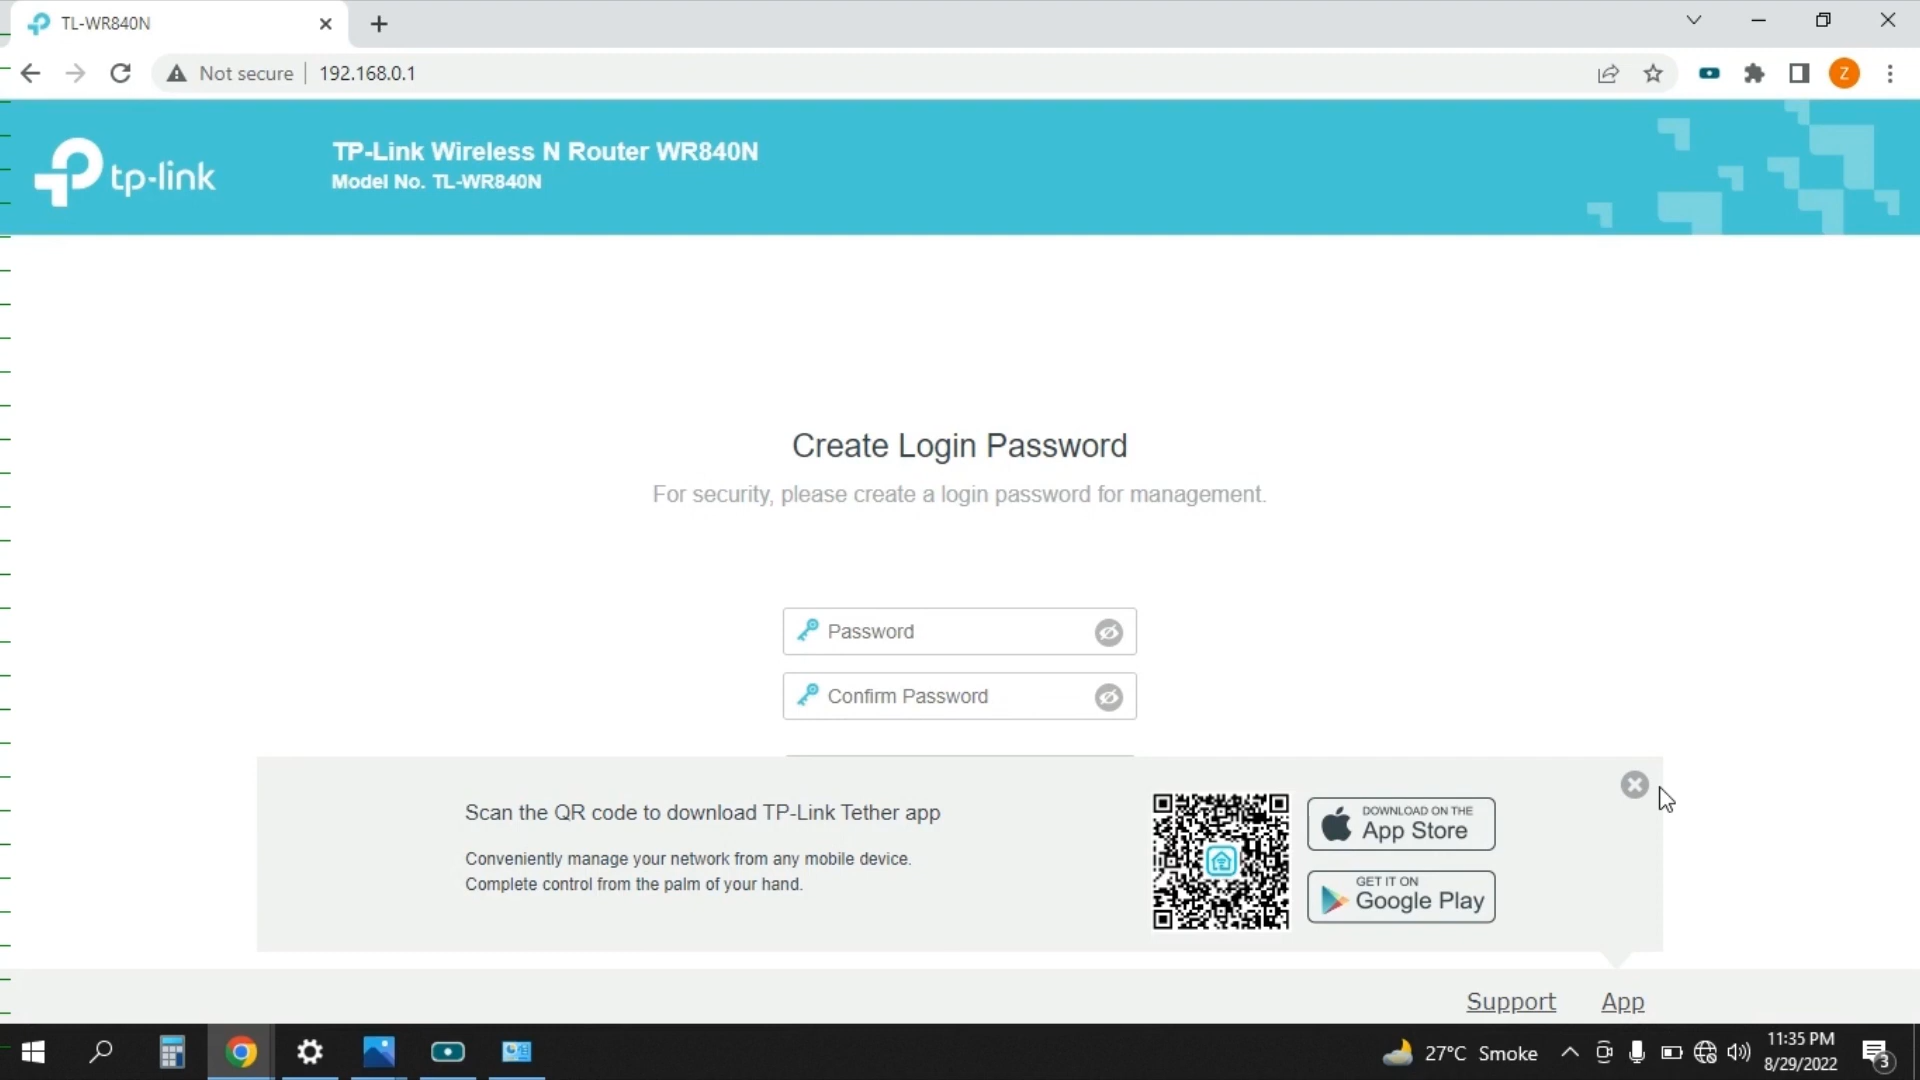 TL-WR840N
Not secure
192.168.0.1
Z
tp-link
TP-Link Wireless N Router WR840N
Model No. TL-WR840N
Create Login Password
For security, please create a login password for management.
Password
Confirm Password
Scan the QR code to download TP-Link Tether app
Conveniently manage your network from any mobile device.
Complete control from the palm of your hand.
DOWNLOAD ON THE
App Store
GET IT ON
Google Play
Support
App
27°C Smoke
11:35 PM
8/29/2022
3